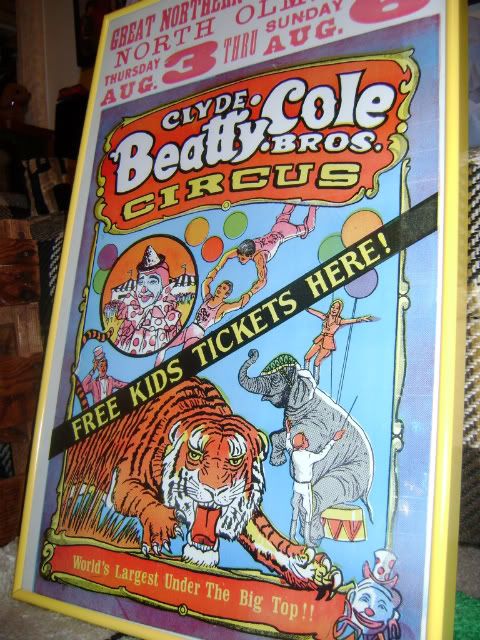 GREAT NORTHERN
NORTH OLM
THURSDAY
AUG. 3 THRU SUNDAY
AUG. 6
CLYDE
Beatty·Cole
BROS.
CIRCUS
FREE KIDS TICKETS HERE!
World's Largest Under The Big Top!!